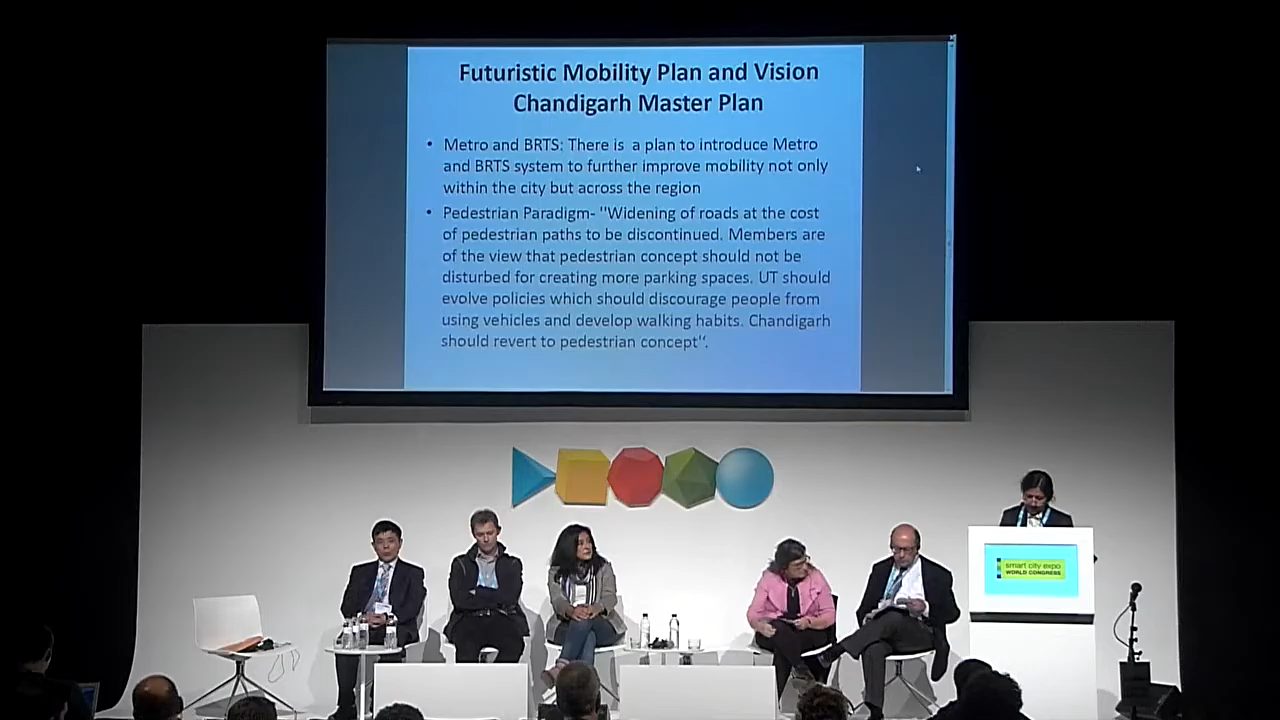 Futuristic Mobility Plan and Vision
Chandigarh Master Plan
• Metro and BRTS: There is a plan to introduce Metro
and BRTS system to further improve mobility not only
within the city but across the region
• Pedestrian Paradigm- "Widening of roads at the cost
of pedestrian paths to be discontinued. Members are
of the view that pedestrian concept should not be
disturbed for creating more parking spaces. UT should
evolve policies which should discourage people from
using vehicles and develop walking habits. Chandigarh
should revert to pedestrian concept".
smart city expo
WORLD CONGRESS